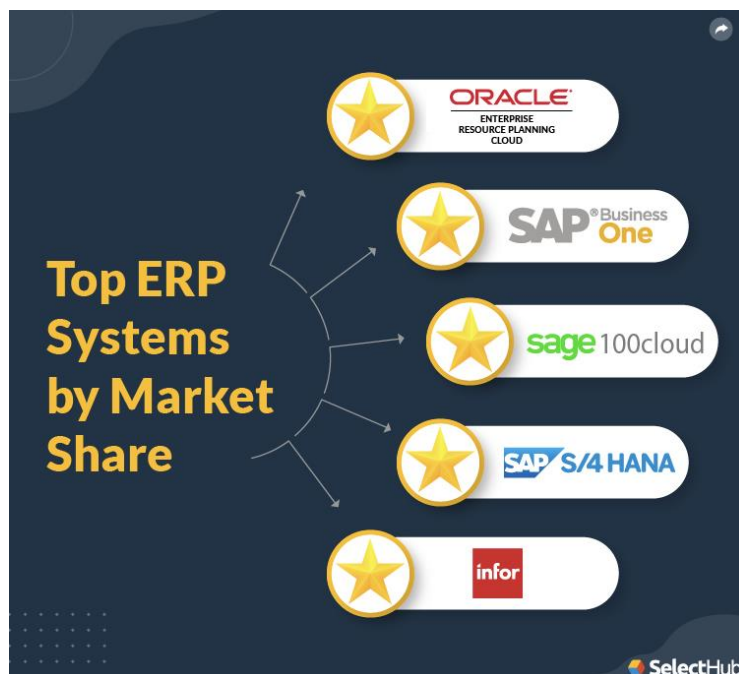 ORACLE
ENTERPRISE
RESOURCE PLANNING
CLOUD
SAP® Business
One
Top ERP
Systems
by Market
Share
sage 100cloud
SAP S/4 HANA
infor
SelectHub